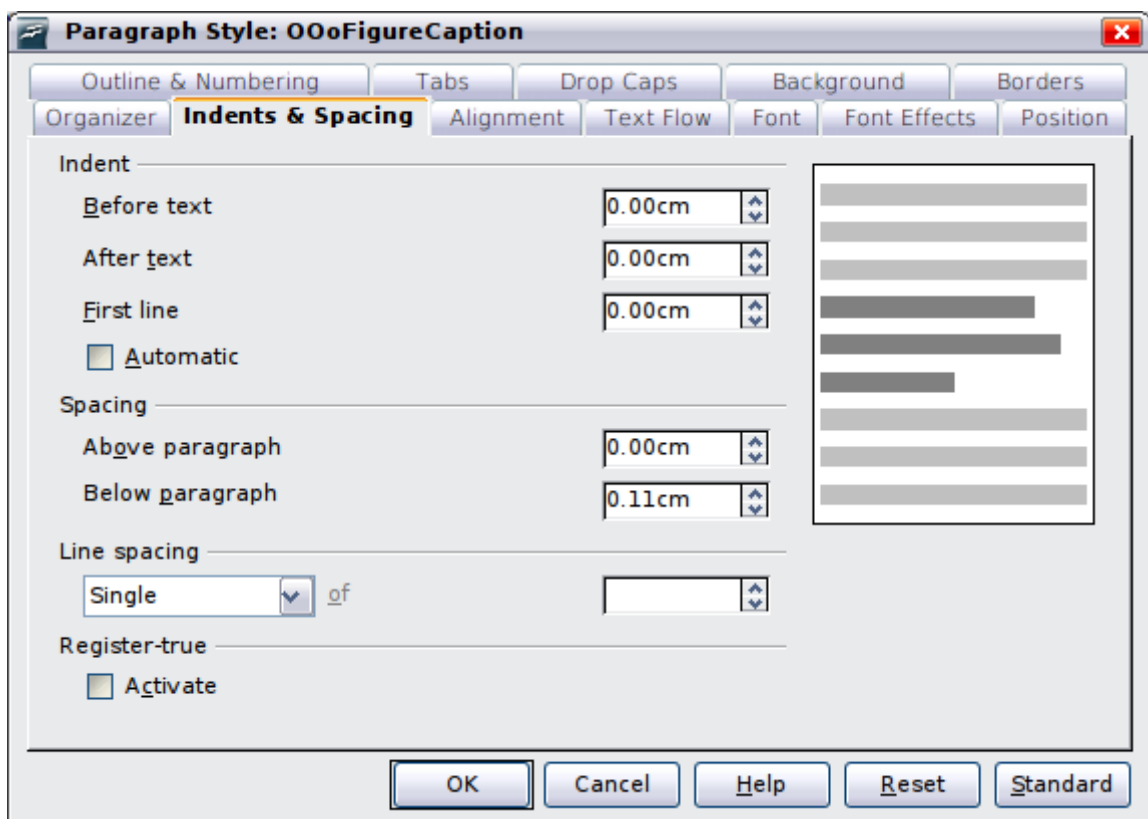 Paragraph Style: OOoFigureCaption
Outline & Numbering Tabs Drop Caps Background Borders
Organizer Indents & Spacing Alignment Text Flow Font Font Effects Position
Indent
Before text 0.00cm
After text 0.00cm
First line 0.00cm
Automatic
Spacing
Above paragraph 0.00cm
Below paragraph 0.11cm
Line spacing
Single of
Register-true
Activate
OK Cancel Help Reset Standard